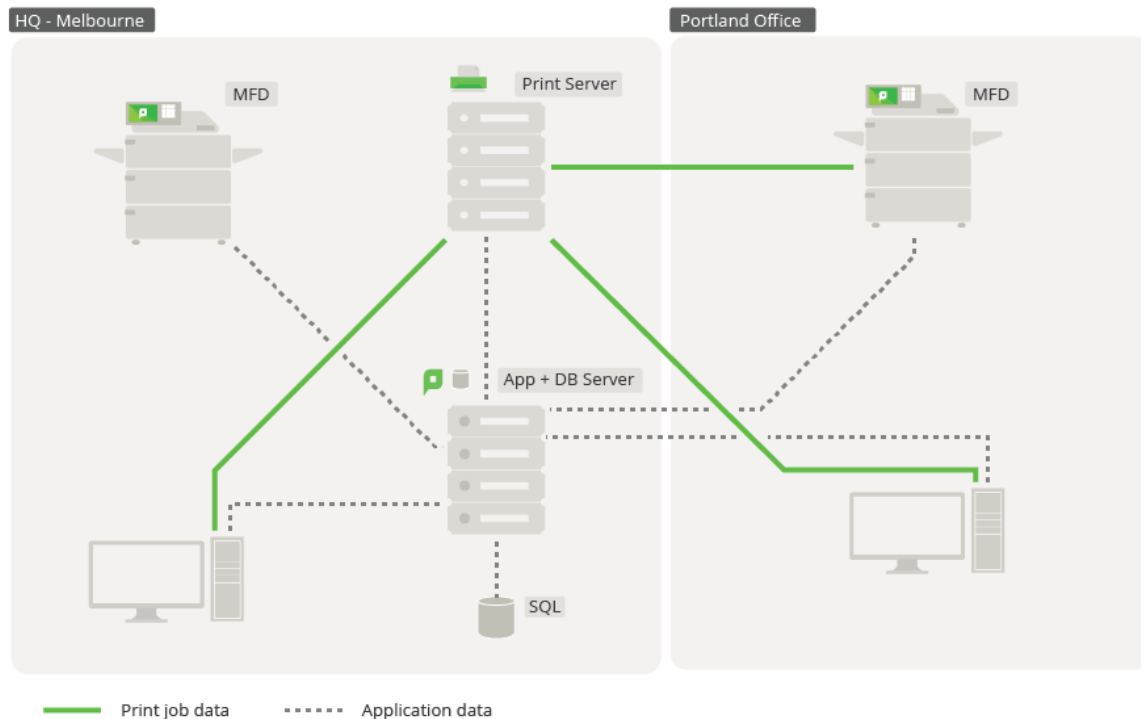 HQ - Melbourne
Portland Office
MFD
Print Server
MFD
App + DB Server
SQL
Print job data
Application data